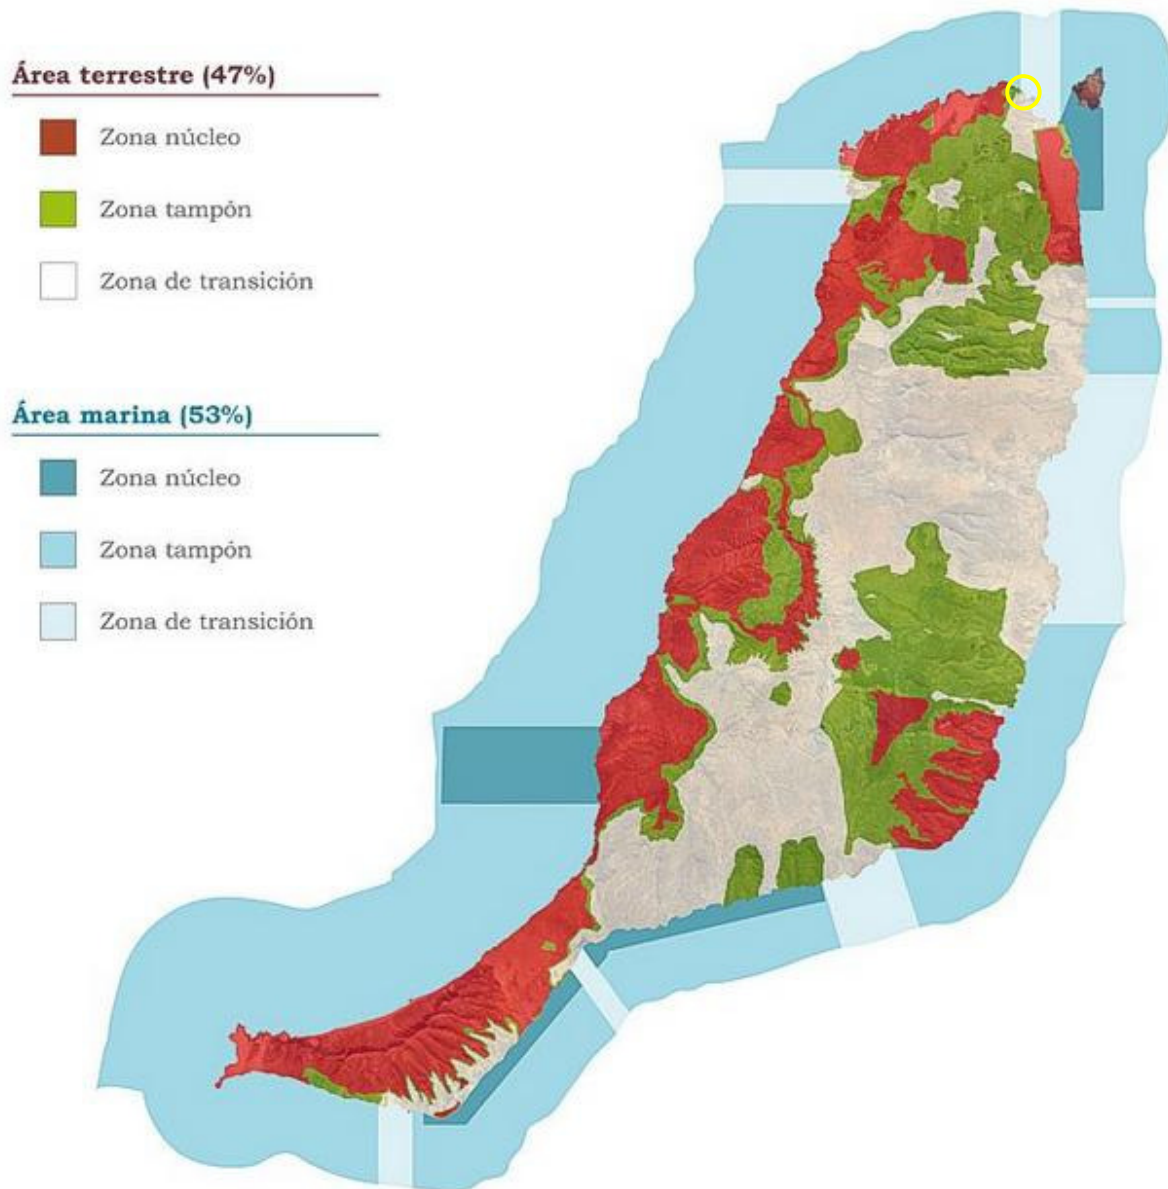 Área terrestre (47%)
Zona núcleo
Zona tampón
Zona de transición
Área marina (53%)
Zona núcleo
Zona tampón
Zona de transición